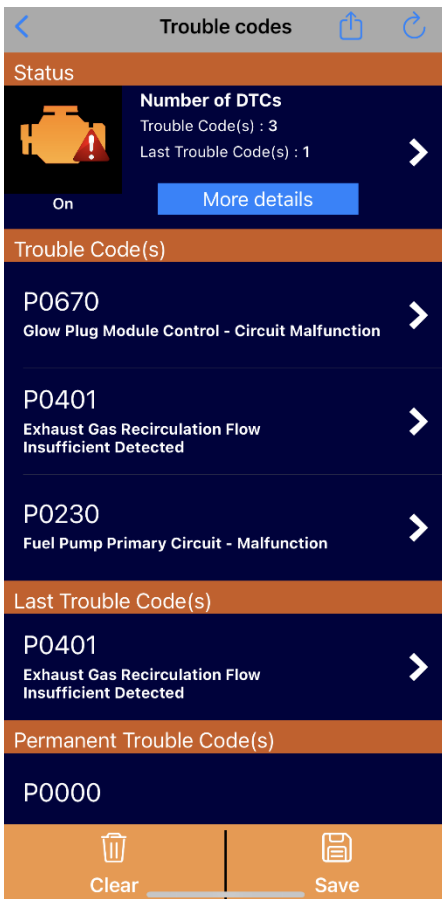 Trouble codes
Status
Number of DTCs
Trouble Code(s) : 3
Last Trouble Code(s) : 1
On
More details
Trouble Code(s)
P0670
Glow Plug Module Control - Circuit Malfunction
P0401
Exhaust Gas Recirculation Flow
Insufficient Detected
P0230
Fuel Pump Primary Circuit - Malfunction
Last Trouble Code(s)
P0401
Exhaust Gas Recirculation Flow
Insufficient Detected
Permanent Trouble Code(s)
P0000
Clear
Save